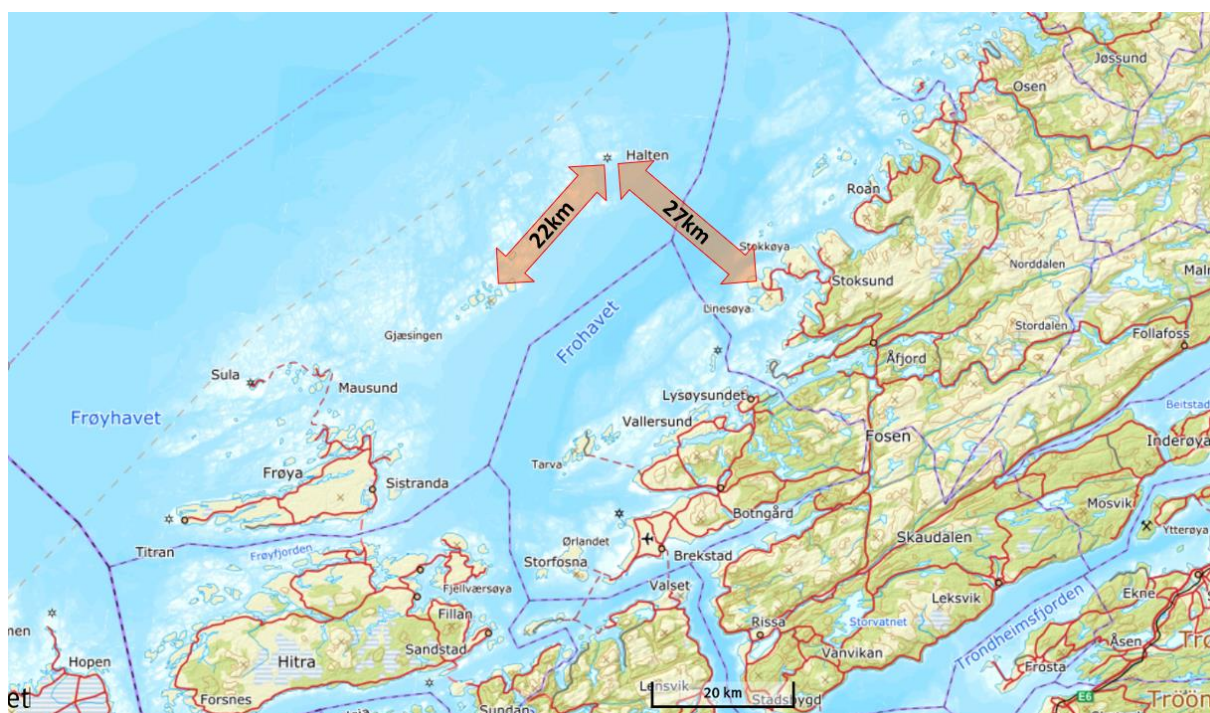 Jøssund
Osen
Halten
Roan
22km
27km
Stokkøya
Norddalen
Stoksund
Linesøya
Stordalen
Follafoss
Frohavet
Gjæsingen
Åfjord
Sula
Mausund
Lysøysundet
Beitstad
Frøyhavet
Vallersund
Fosen
Inderøya
Tarva
Frøya
Sistranda
Mosvik
Botngård
Skaudalen
Ytterøya
Ørlandet
Titran
Frøyfjorden
Storfosna
Brekstad
Fjellværsøya
Valset
Leksvik
Ekne
Fillan
Rissa
Storvatnet
Trondheimsfjorden
Åsen
Sandstad
Vanvikan
Hopen
Hitra
Frosta
Lensvik
20 km
E6
Forsnes
Stadsbygd
Sundan